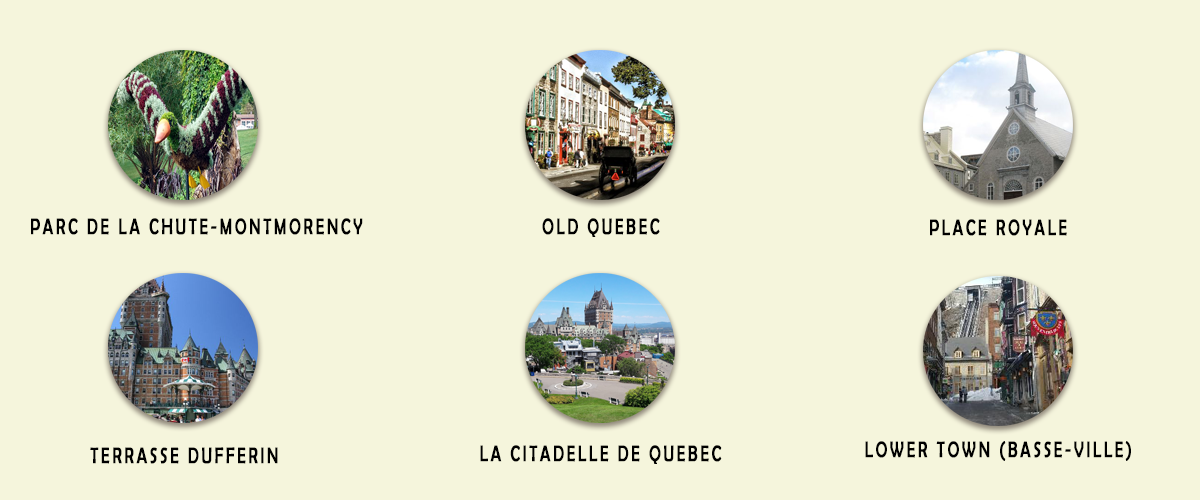 PARC DE LA CHUTE-MONTMORENCY
OLD QUEBEC
PLACE ROYALE
TERRASSE DUFFERIN
LA CITADELLE DE QUEBEC
LOWER TOWN (BASSE-VILLE)